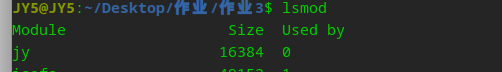 JY5@JY5:~/Desktop/作业/作业3$ lsmod
Module Size Used by
jy 16384 0